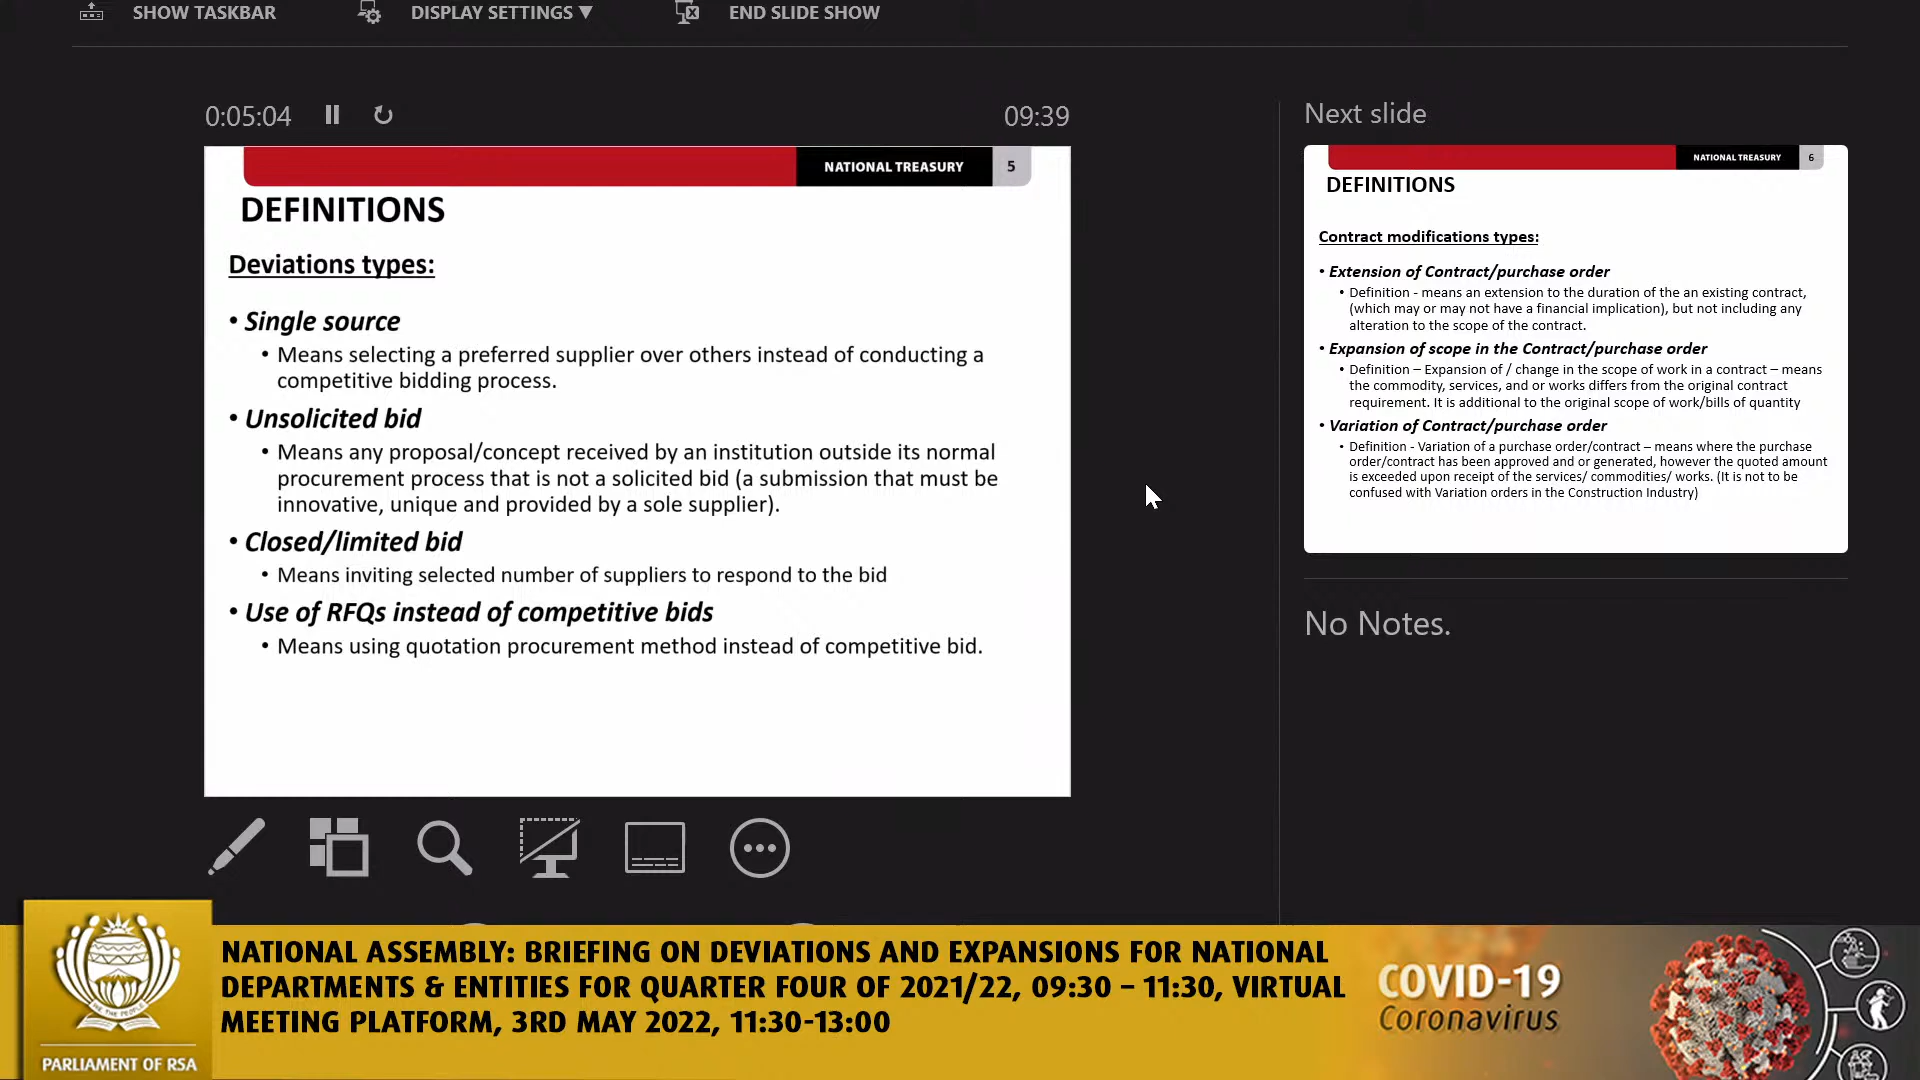 SHOW TASKBAR
DISPLAY SETTINGS ▼
END SLIDE SHOW
0:05:04
09:39
NATIONAL TREASURY
5
DEFINITIONS
Deviations types:
• Single source
• Means selecting a preferred supplier over others instead of conducting a
competitive bidding process.
• Unsolicited bid
• Means any proposal/concept received by an institution outside its normal
procurement process that is not a solicited bid (a submission that must be
innovative, unique and provided by a sole supplier).
• Closed/limited bid
• Means inviting selected number of suppliers to respond to the bid
• Use of RFQs instead of competitive bids
• Means using quotation procurement method instead of competitive bid.
Next slide
NATIONAL TREASURY
6
DEFINITIONS
Contract modifications types:
• Extension of Contract/purchase order
• Definition - means an extension to the duration of the an existing contract,
(which may or may not have a financial implication), but not including any
alteration to the scope of the contract.
• Expansion of scope in the Contract/purchase order
• Definition – Expansion of / change in the scope of work in a contract – means
the commodity, services, and or works differs from the original contract
requirement. It is additional to the original scope of work/bills of quantity
• Variation of Contract/purchase order
• Definition - Variation of a purchase order/contract – means where the purchase
order/contract has been approved and or generated, however the quoted amount
is exceeded upon receipt of the services/ commodities/ works. (It is not to be
confused with Variation orders in the Construction Industry)
No Notes.
PARLIAMENT OF RSA
NATIONAL ASSEMBLY: BRIEFING ON DEVIATIONS AND EXPANSIONS FOR NATIONAL
DEPARTMENTS & ENTITIES FOR QUARTER FOUR OF 2021/22, 09:30 – 11:30, VIRTUAL
MEETING PLATFORM, 3RD MAY 2022, 11:30-13:00
COVID-19
Coronavirus